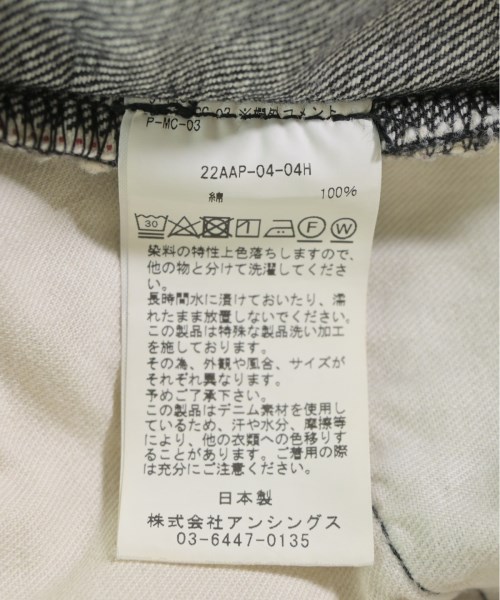 P-MC-03
22AAP-04-04H
綿 100%
30 1 F W
染料の特性上色落ちしますので、
他の物と分けて洗濯してくださ
い。
長時間水に漬けておいたり、濡
れたまま放置しないでください。
この製品は特殊な製品洗い加工
を施しております。
その為、外観や風合、サイズが
それぞれ異なります。
予めご了承下さい。
この製品はデニム素材を使用し
ているため、汗や水分、摩擦等
により、他の衣類への色移りす
ることがあります。ご着用の際
は充分にご注意ください。
日本製
株式会社アンシングス
03-6447-0135